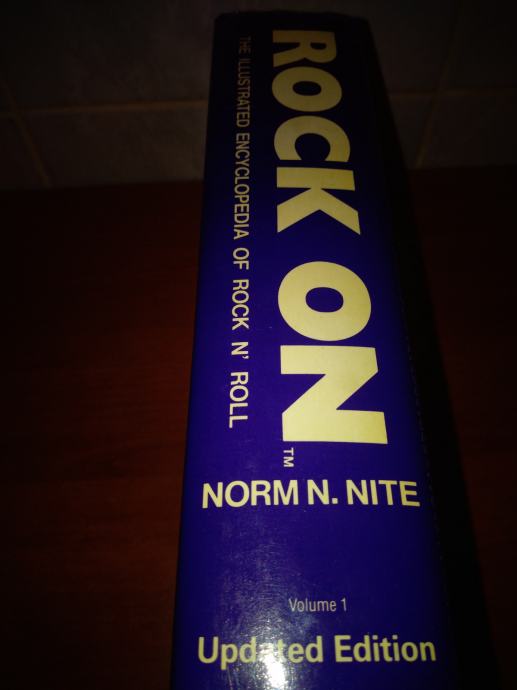 ROCK ON™
THE ILLUSTRATED ENCYCLOPEDIA OF ROCK N' ROLL
NORM N. NITE
Volume 1
Updated Edition